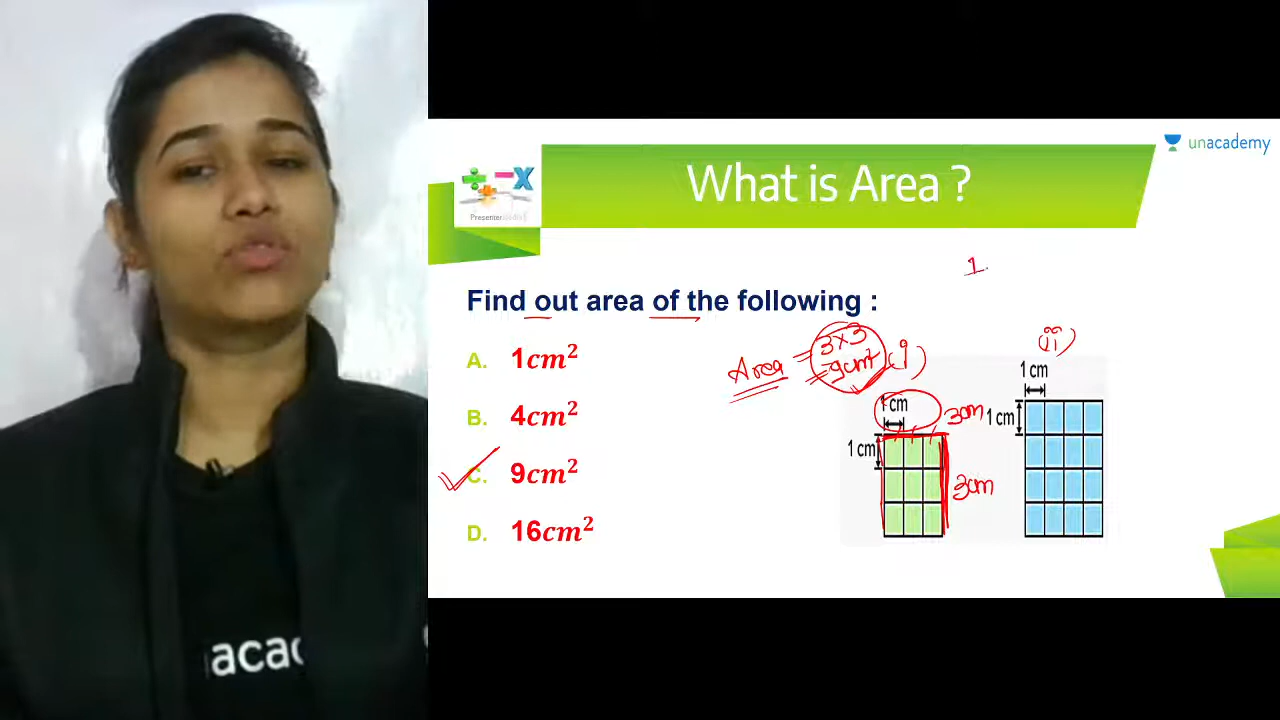 unacademy
What is Area ?
Presenter
1.
Find out area of the following :
A. 1cm²
B. 4cm²
C. 9cm²
D. 16cm²
Area = 3×3
= 9cm²
(i)
(ii)
1 cm
3cm
1 cm
3cm
1 cm
1 cm
unacad